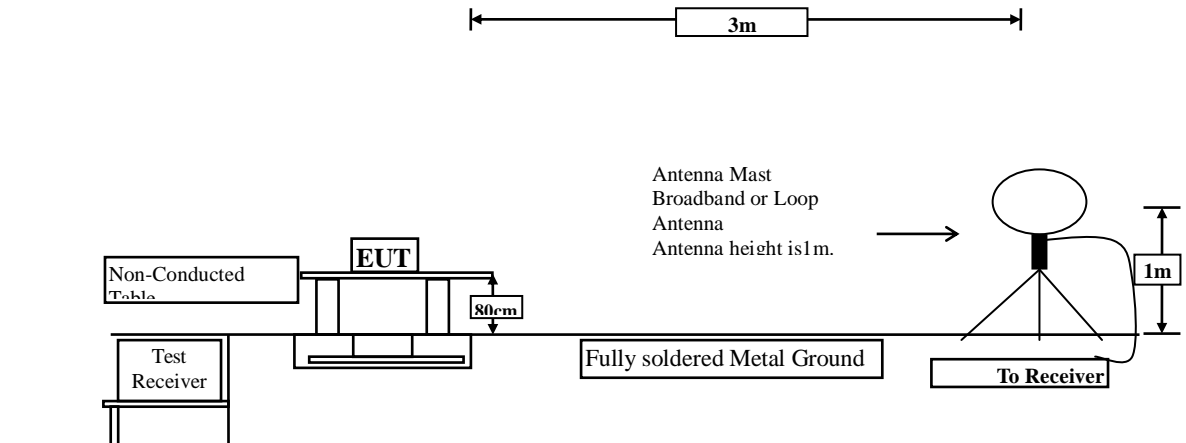 3m
Antenna Mast
Broadband or Loop
Antenna
Antenna height is1m.
EUT
Non-Conducted
Table
80cm
1m
Test
Receiver
Fully soldered Metal Ground
To Receiver